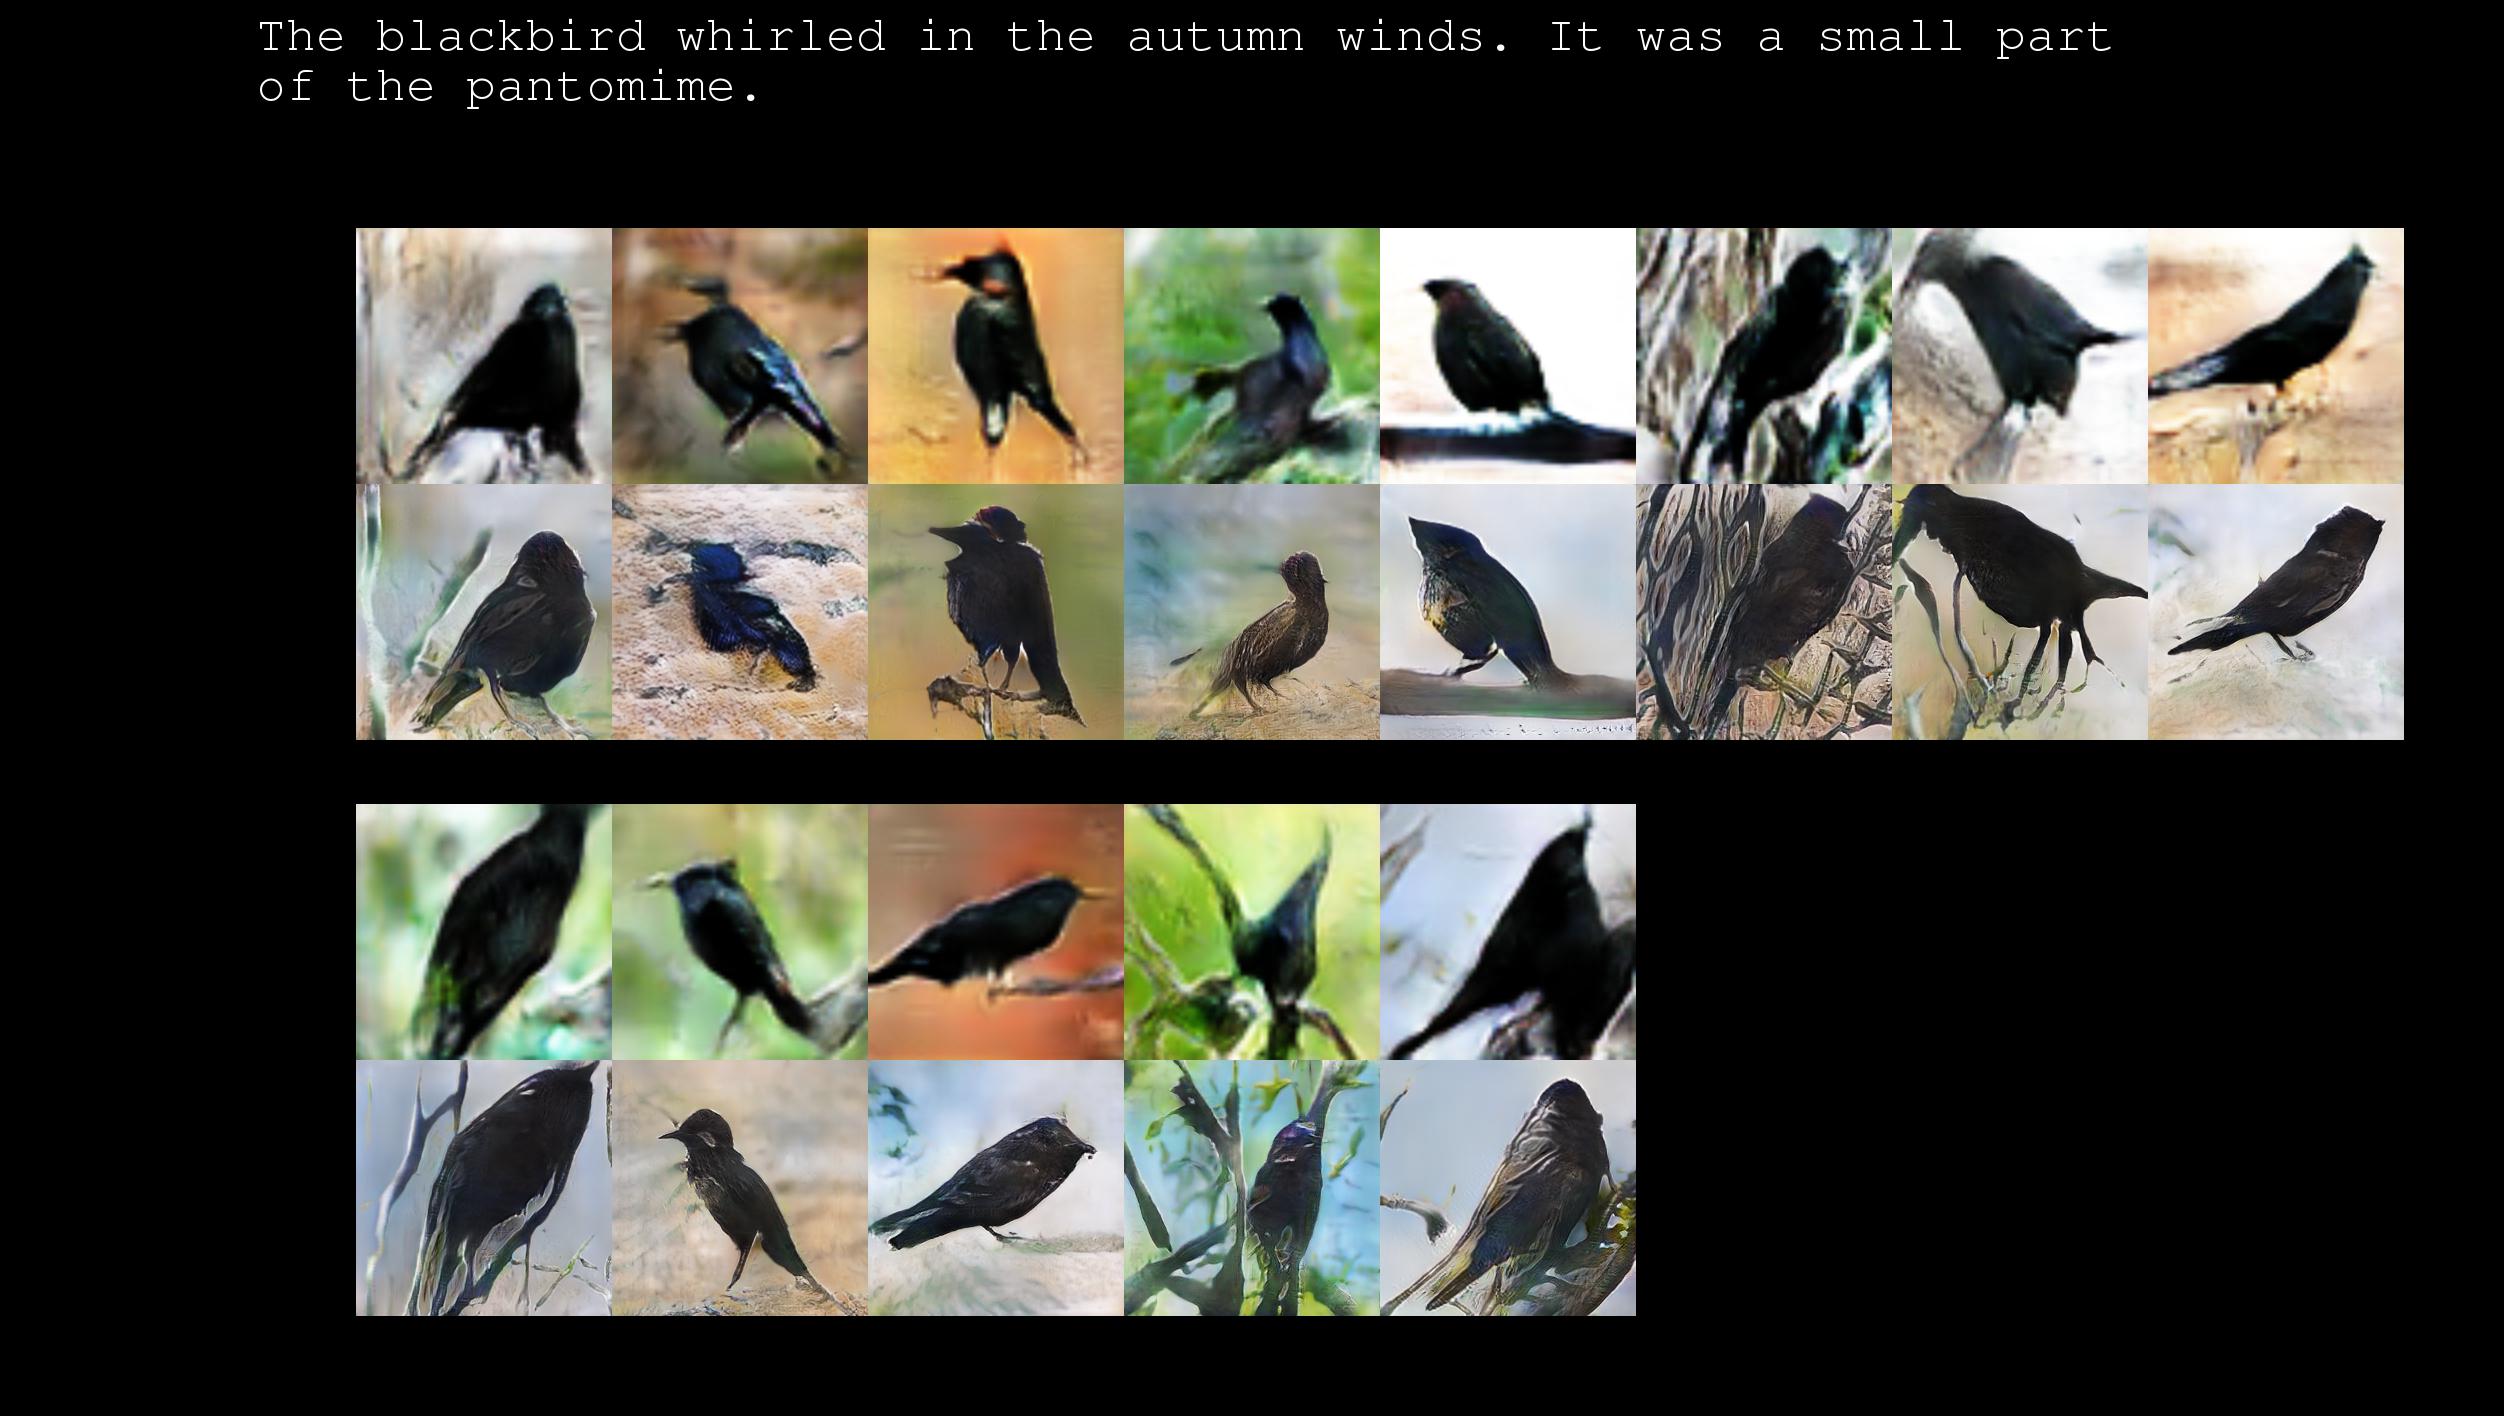 The blackbird whirled in the autumn winds. It was a small part
of the pantomime.